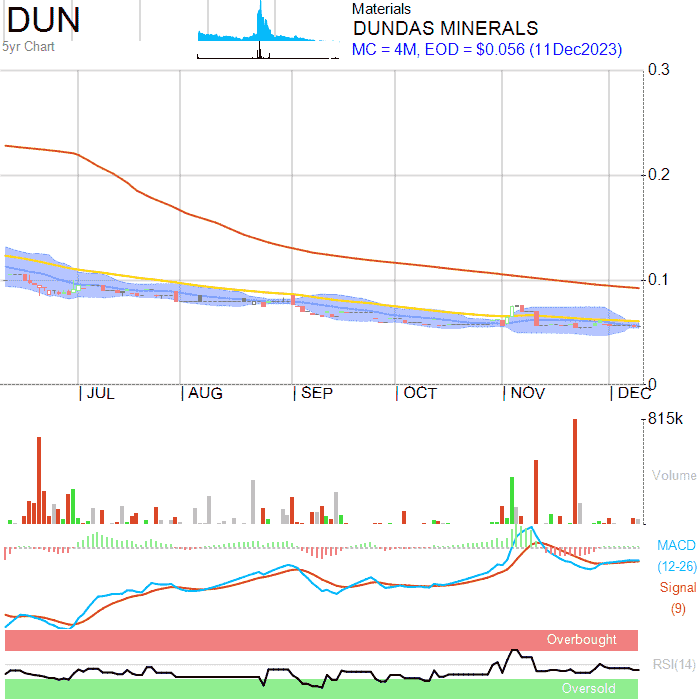 DUN
5yr Chart
Materials
DUNDAS MINERALS
MC = 4M, EOD = $0.056 (11Dec2023)
0.3
0.2
0.1
0
JUL AUG SEP OCT NOV DEC
815k
Volume
MACD
(12-26)
Signal
(9)
Overbought
RSI(14)
Oversold